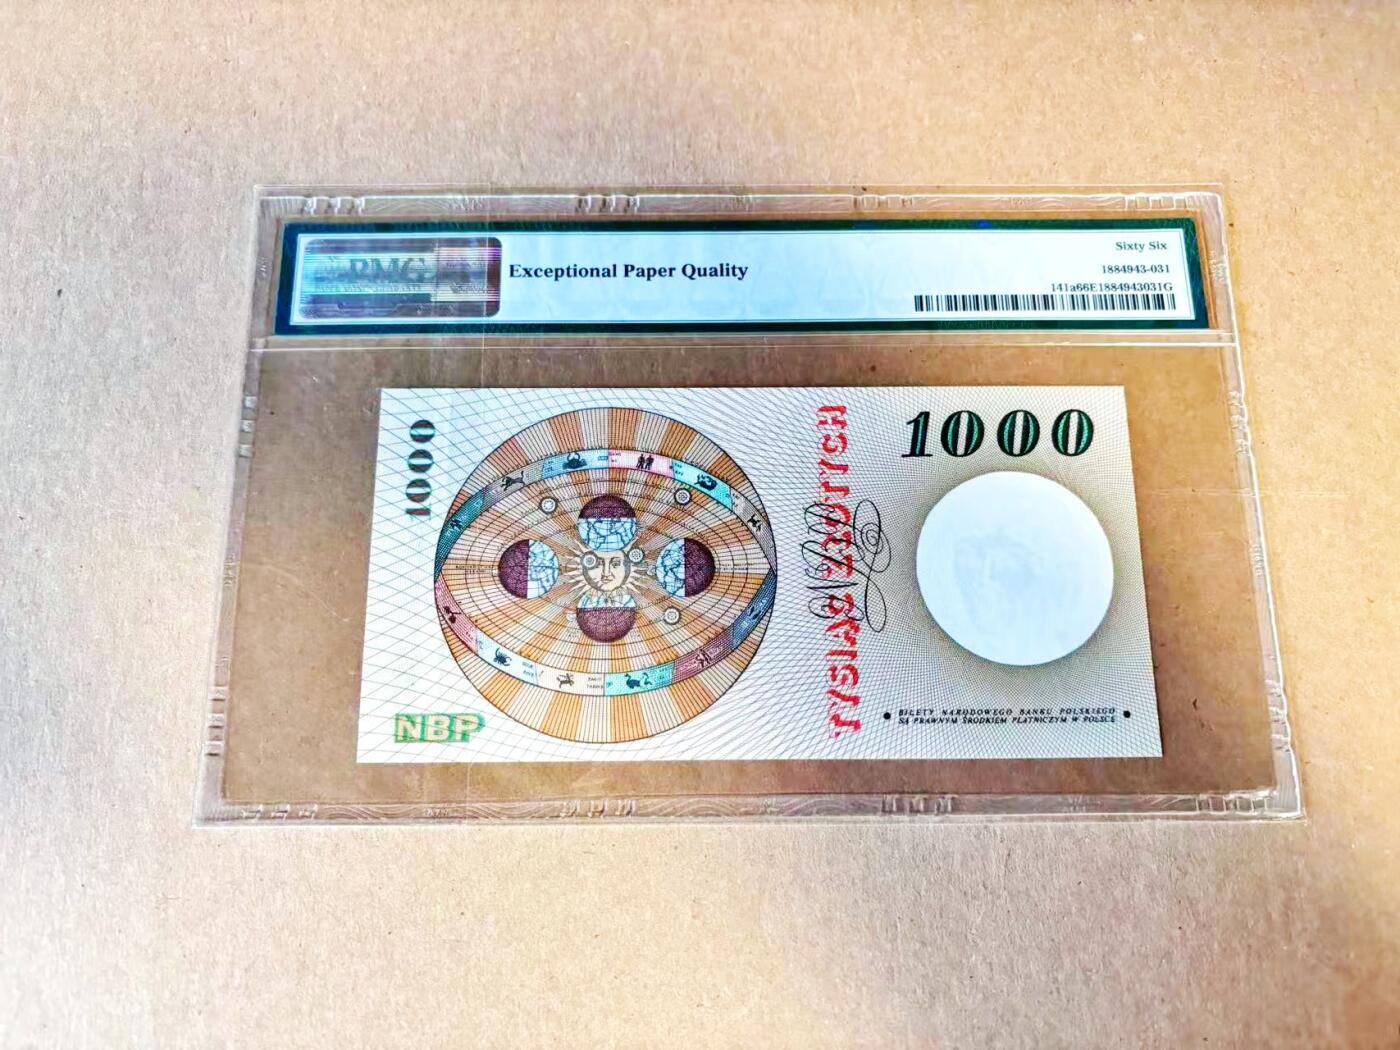 PMG
Exceptional Paper Quality
Sixty Six
1884943-031
141a66E1884943031G
1000
1000
TYSIĄC ZŁOTYCH
NBP
BILETY NARODOWEGO BANKU POLSKIEGO
SĄ PRAWNYM ŚRODKIEM PŁATNICZYM W POLSCE